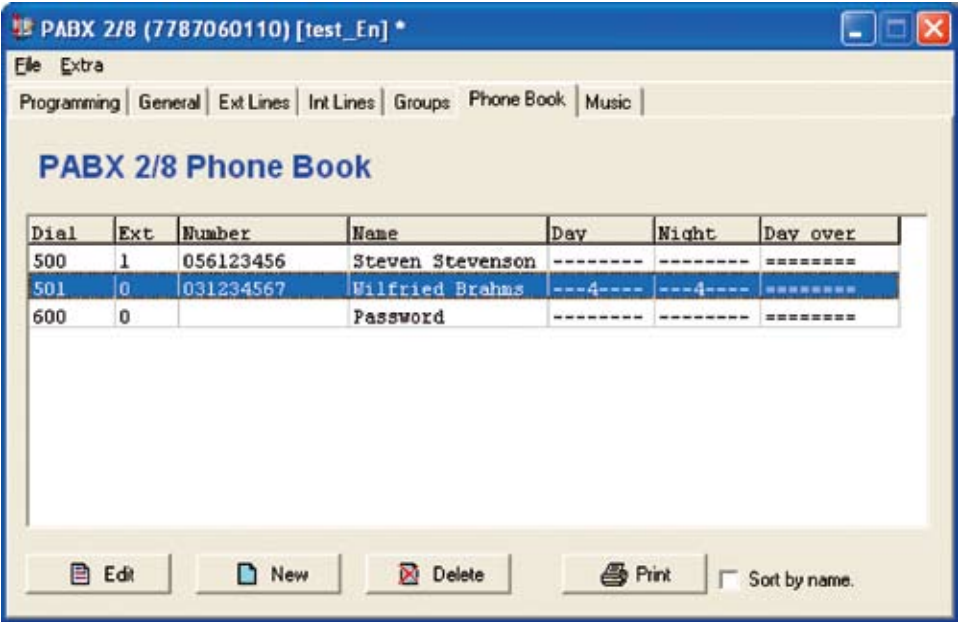 PABX 2/8 (7787060110) [test_En] *
File Extra
Programming General Ext Lines Int Lines Groups Phone Book Music
PABX 2/8 Phone Book
Dial Ext Number Name Day Night Day over
500 1 056123456 Steven Stevenson -------- -------- ========
501 0 031234567 Wilfried Brahms ---4---- ---4---- ========
600 0 Password -------- -------- ========
Edit New Delete Print Sort by name.